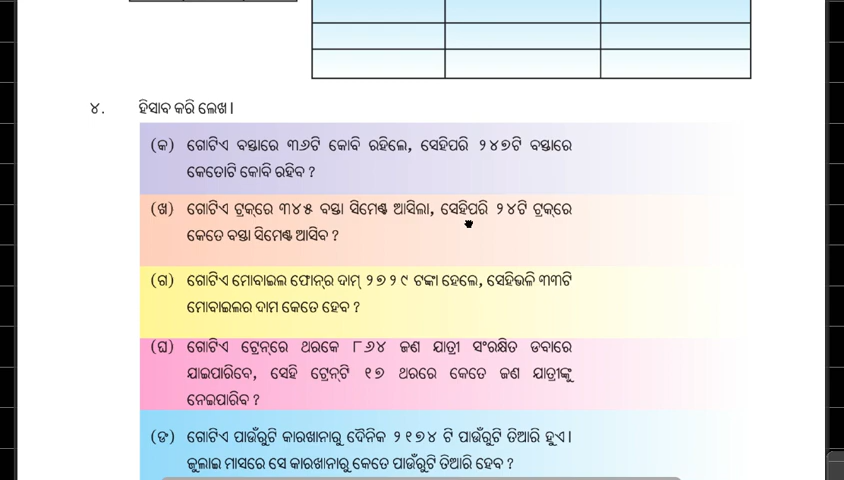 ୪. ହିସାବ କରି ଲେଖ।
(କ) ଗୋଟିଏ ବସ୍ତାରେ ୩୬ଟି କୋବି ରହିଲେ, ସେହିପରି ୨୪୭ଟି ବସ୍ତାରେ
କେତୋଟି କୋବି ରହିବ ?
(ଖ) ଗୋଟିଏ ଟ୍ରକ୍‌ରେ ୩୪୫ ବସ୍ତା ସିମେଣ୍ଟ ଆସିଲା, ସେହିପରି ୨୪ଟି ଟ୍ରକ୍‌ରେ
କେତେ ବସ୍ତା ସିମେଣ୍ଟ ଆସିବ ?
(ଗ) ଗୋଟିଏ ମୋବାଇଲ ଫୋନ୍‌ର ଦାମ୍ ୨୭୨୯ ଟଙ୍କା ହେଲେ, ସେହିଭଳି ୩୩ଟି
ମୋବାଇଲର ଦାମ କେତେ ହେବ ?
(ଘ) ଗୋଟିଏ ଟ୍ରେନ୍‌ରେ ଥରକେ ୮୬୪ ଜଣ ଯାତ୍ରୀ ସଂରକ୍ଷିତ ଡବାରେ
ଯାଇପାରିବେ, ସେହି ଟ୍ରେନ୍‌ଟି ୧୭ ଥରରେ କେତେ ଜଣ ଯାତ୍ରୀଙ୍କୁ
ନେଇପାରିବ ?
(ଙ) ଗୋଟିଏ ପାଉଁରୁଟି କାରଖାନାରୁ ଦୈନିକ ୨୧୭୪ ଟି ପାଉଁରୁଟି ତିଆରି ହୁଏ।
ଜୁଲାଇ ମାସରେ ସେ କାରଖାନାରୁ କେତେ ପାଉଁରୁଟି ତିଆରି ହେବ ?